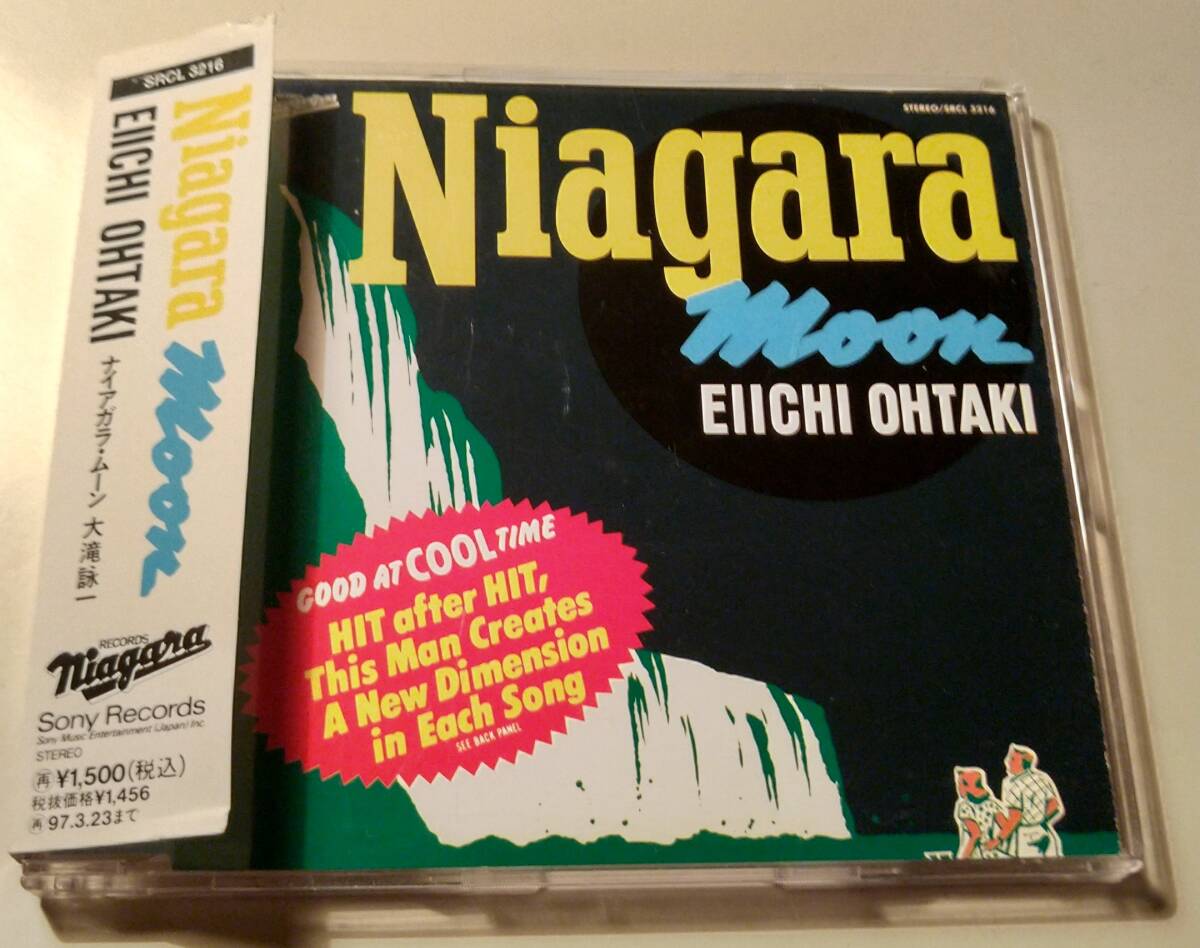 SRCL 3216
Niagara Moon
EIICHI OHTAKI
ナイアガラ・ムーン 大滝詠一
RECORDS
Niagara
Sony Records
Sony Music Entertainment (Japan) Inc.
STEREO
再 ¥1,500(税込)
税抜価格¥1,456
再 97.3.23まで
STEREO/SRCL 3216
Niagara
Moon
EIICHI OHTAKI
GOOD AT COOL TIME
HIT after HIT,
This Man Creates
A New Dimension
in Each Song
SEE BACK PANEL